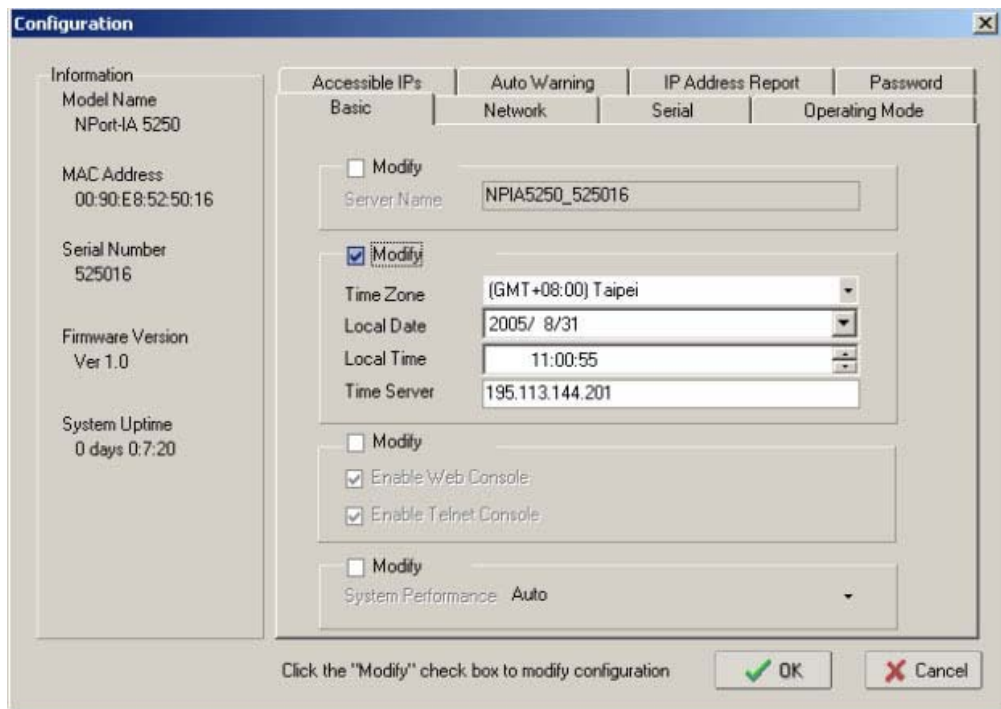 Configuration
Information
Model Name
NPort-IA 5250
MAC Address
00:90:E8:52:50:16
Serial Number
525016
Firmware Version
Ver 1.0
System Uptime
0 days 0:7:20
Accessible IPs Auto Warning IP Address Report Password
Basic Network Serial Operating Mode
Modify
Server Name NPIA5250_525016
Modify
Time Zone (GMT+08:00) Taipei
Local Date 2005/ 8/31
Local Time 11:00:55
Time Server 195.113.144.201
Modify
Enable Web Console
Enable Telnet Console
Modify
System Performance Auto
Click the "Modify" check box to modify configuration OK Cancel